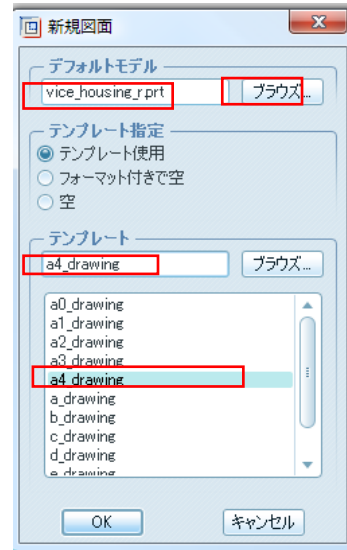 新規図面
デフォルトモデル
vice_housing_r.prt
ブラウズ...
テンプレート指定
テンプレート使用
フォーマット付きで空
空
テンプレート
a4_drawing
ブラウズ...
a0_drawing
a1_drawing
a2_drawing
a3_drawing
a4_drawing
a_drawing
b_drawing
c_drawing
d_drawing
e_drawing
OK
キャンセル